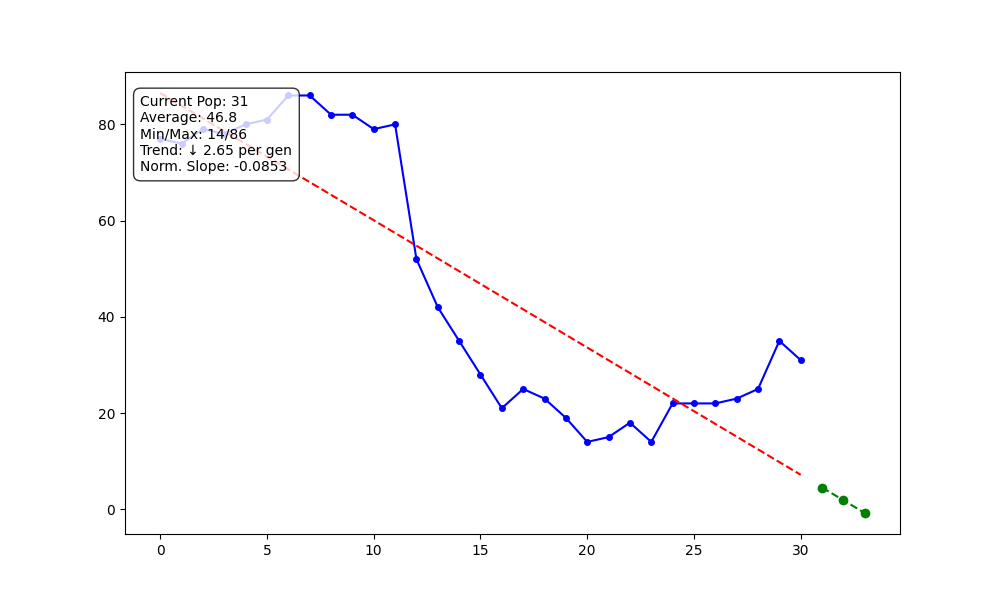 Current Pop: 31
Average: 46.8
Min/Max: 14/86
Trend: ↓ 2.65 per gen
Norm. Slope: -0.0853
80
60
40
20
0
0 5 10 15 20 25 30